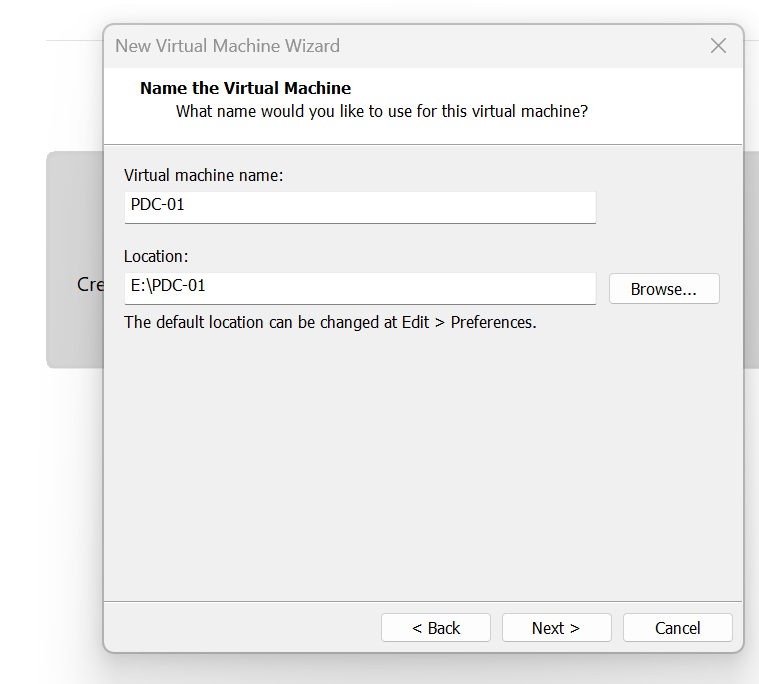 New Virtual Machine Wizard
Name the Virtual Machine
What name would you like to use for this virtual machine?
Virtual machine name:
PDC-01
Location:
Cre
E:\PDC-01
Browse...
The default location can be changed at Edit > Preferences.
< Back
Next >
Cancel